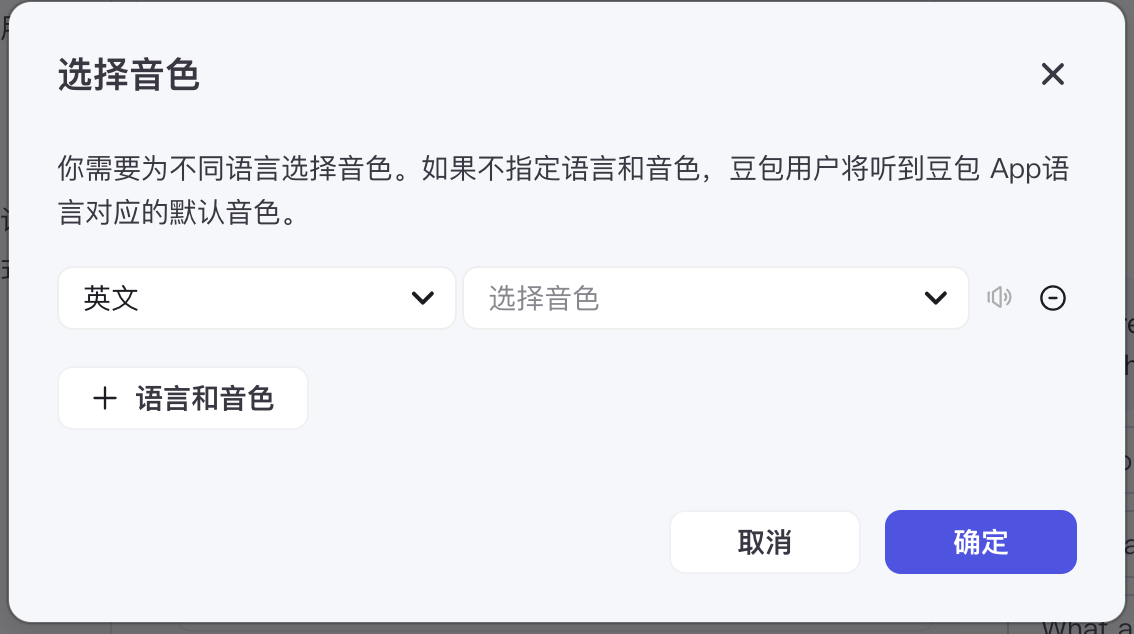 选择音色
你需要为不同语言选择音色。如果不指定语言和音色，豆包用户将听到豆包 App语
言对应的默认音色。
英文
选择音色
语言和音色
取消
确定
What a